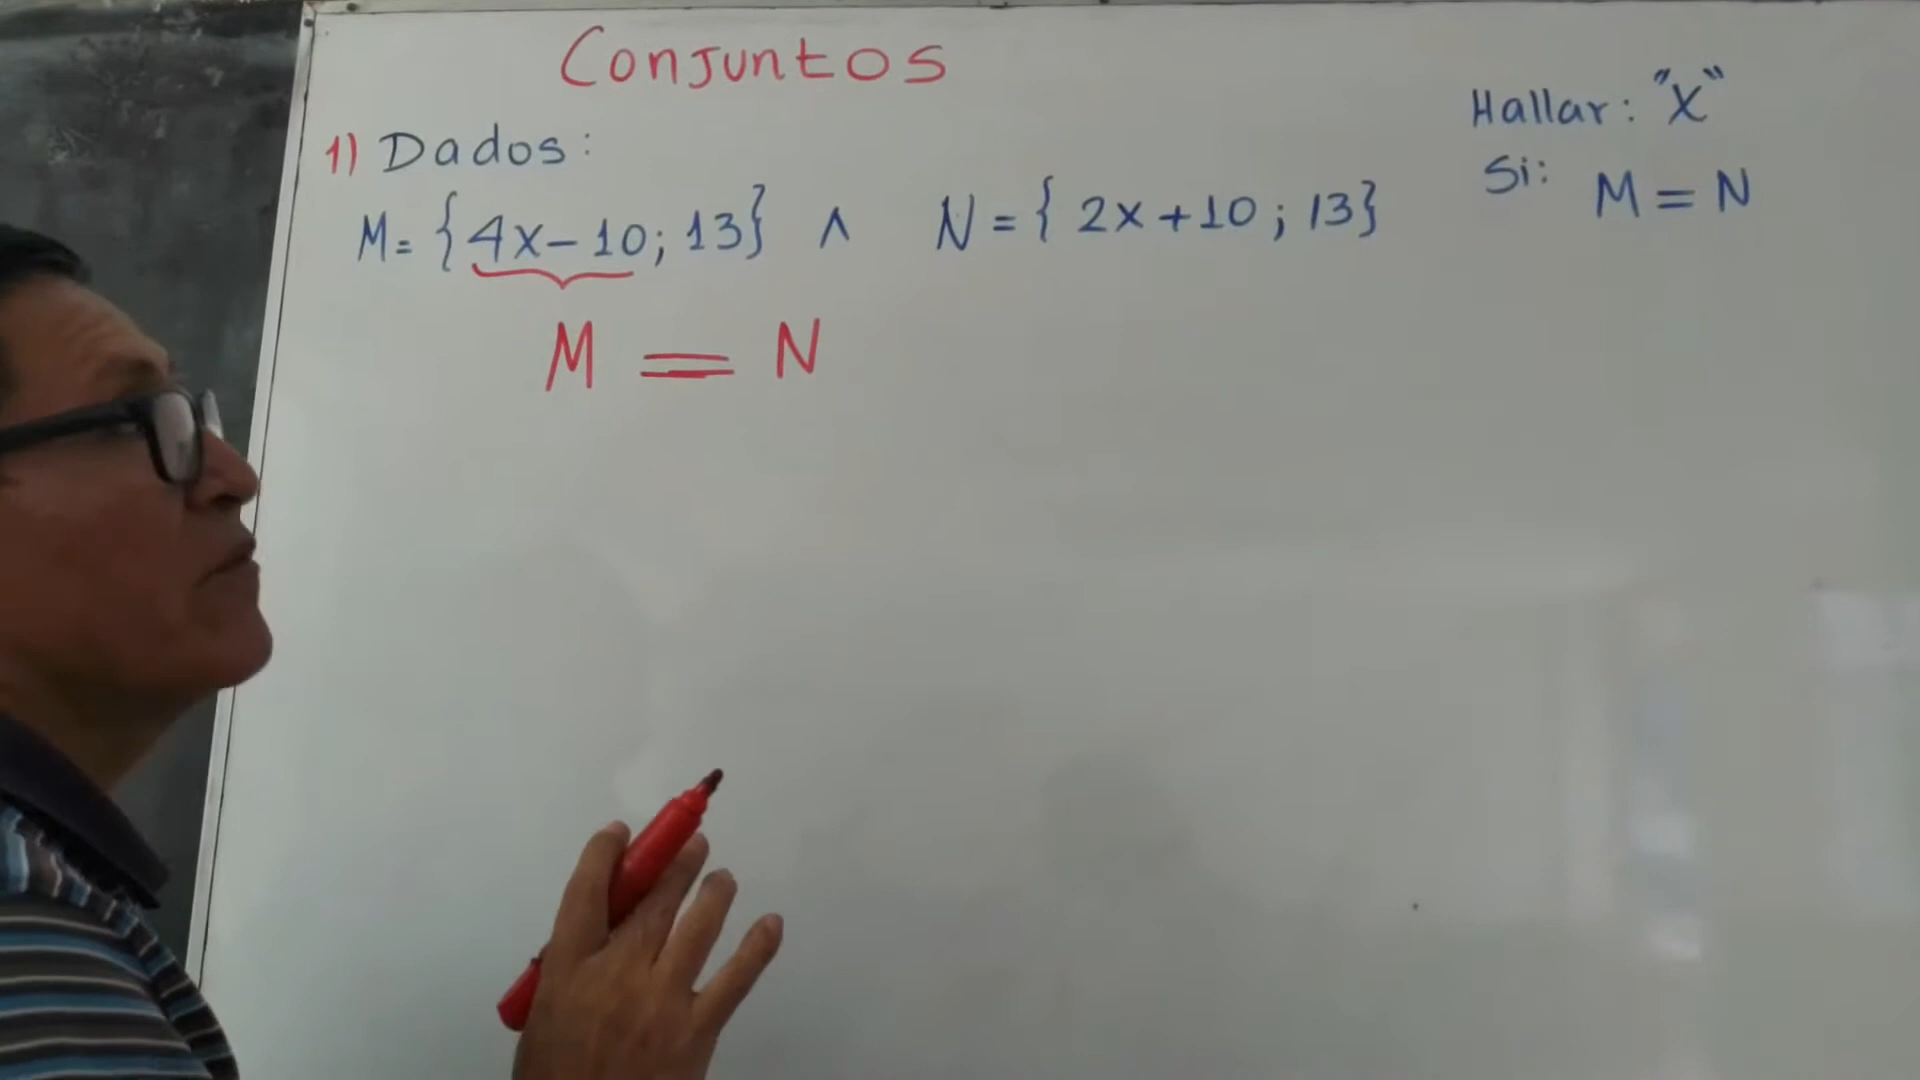 Conjuntos
1) Dados:
M = {4x - 10; 13} ∧ N = { 2x + 10 ; 13}
M = N
Hallar: "X"
Si: M = N